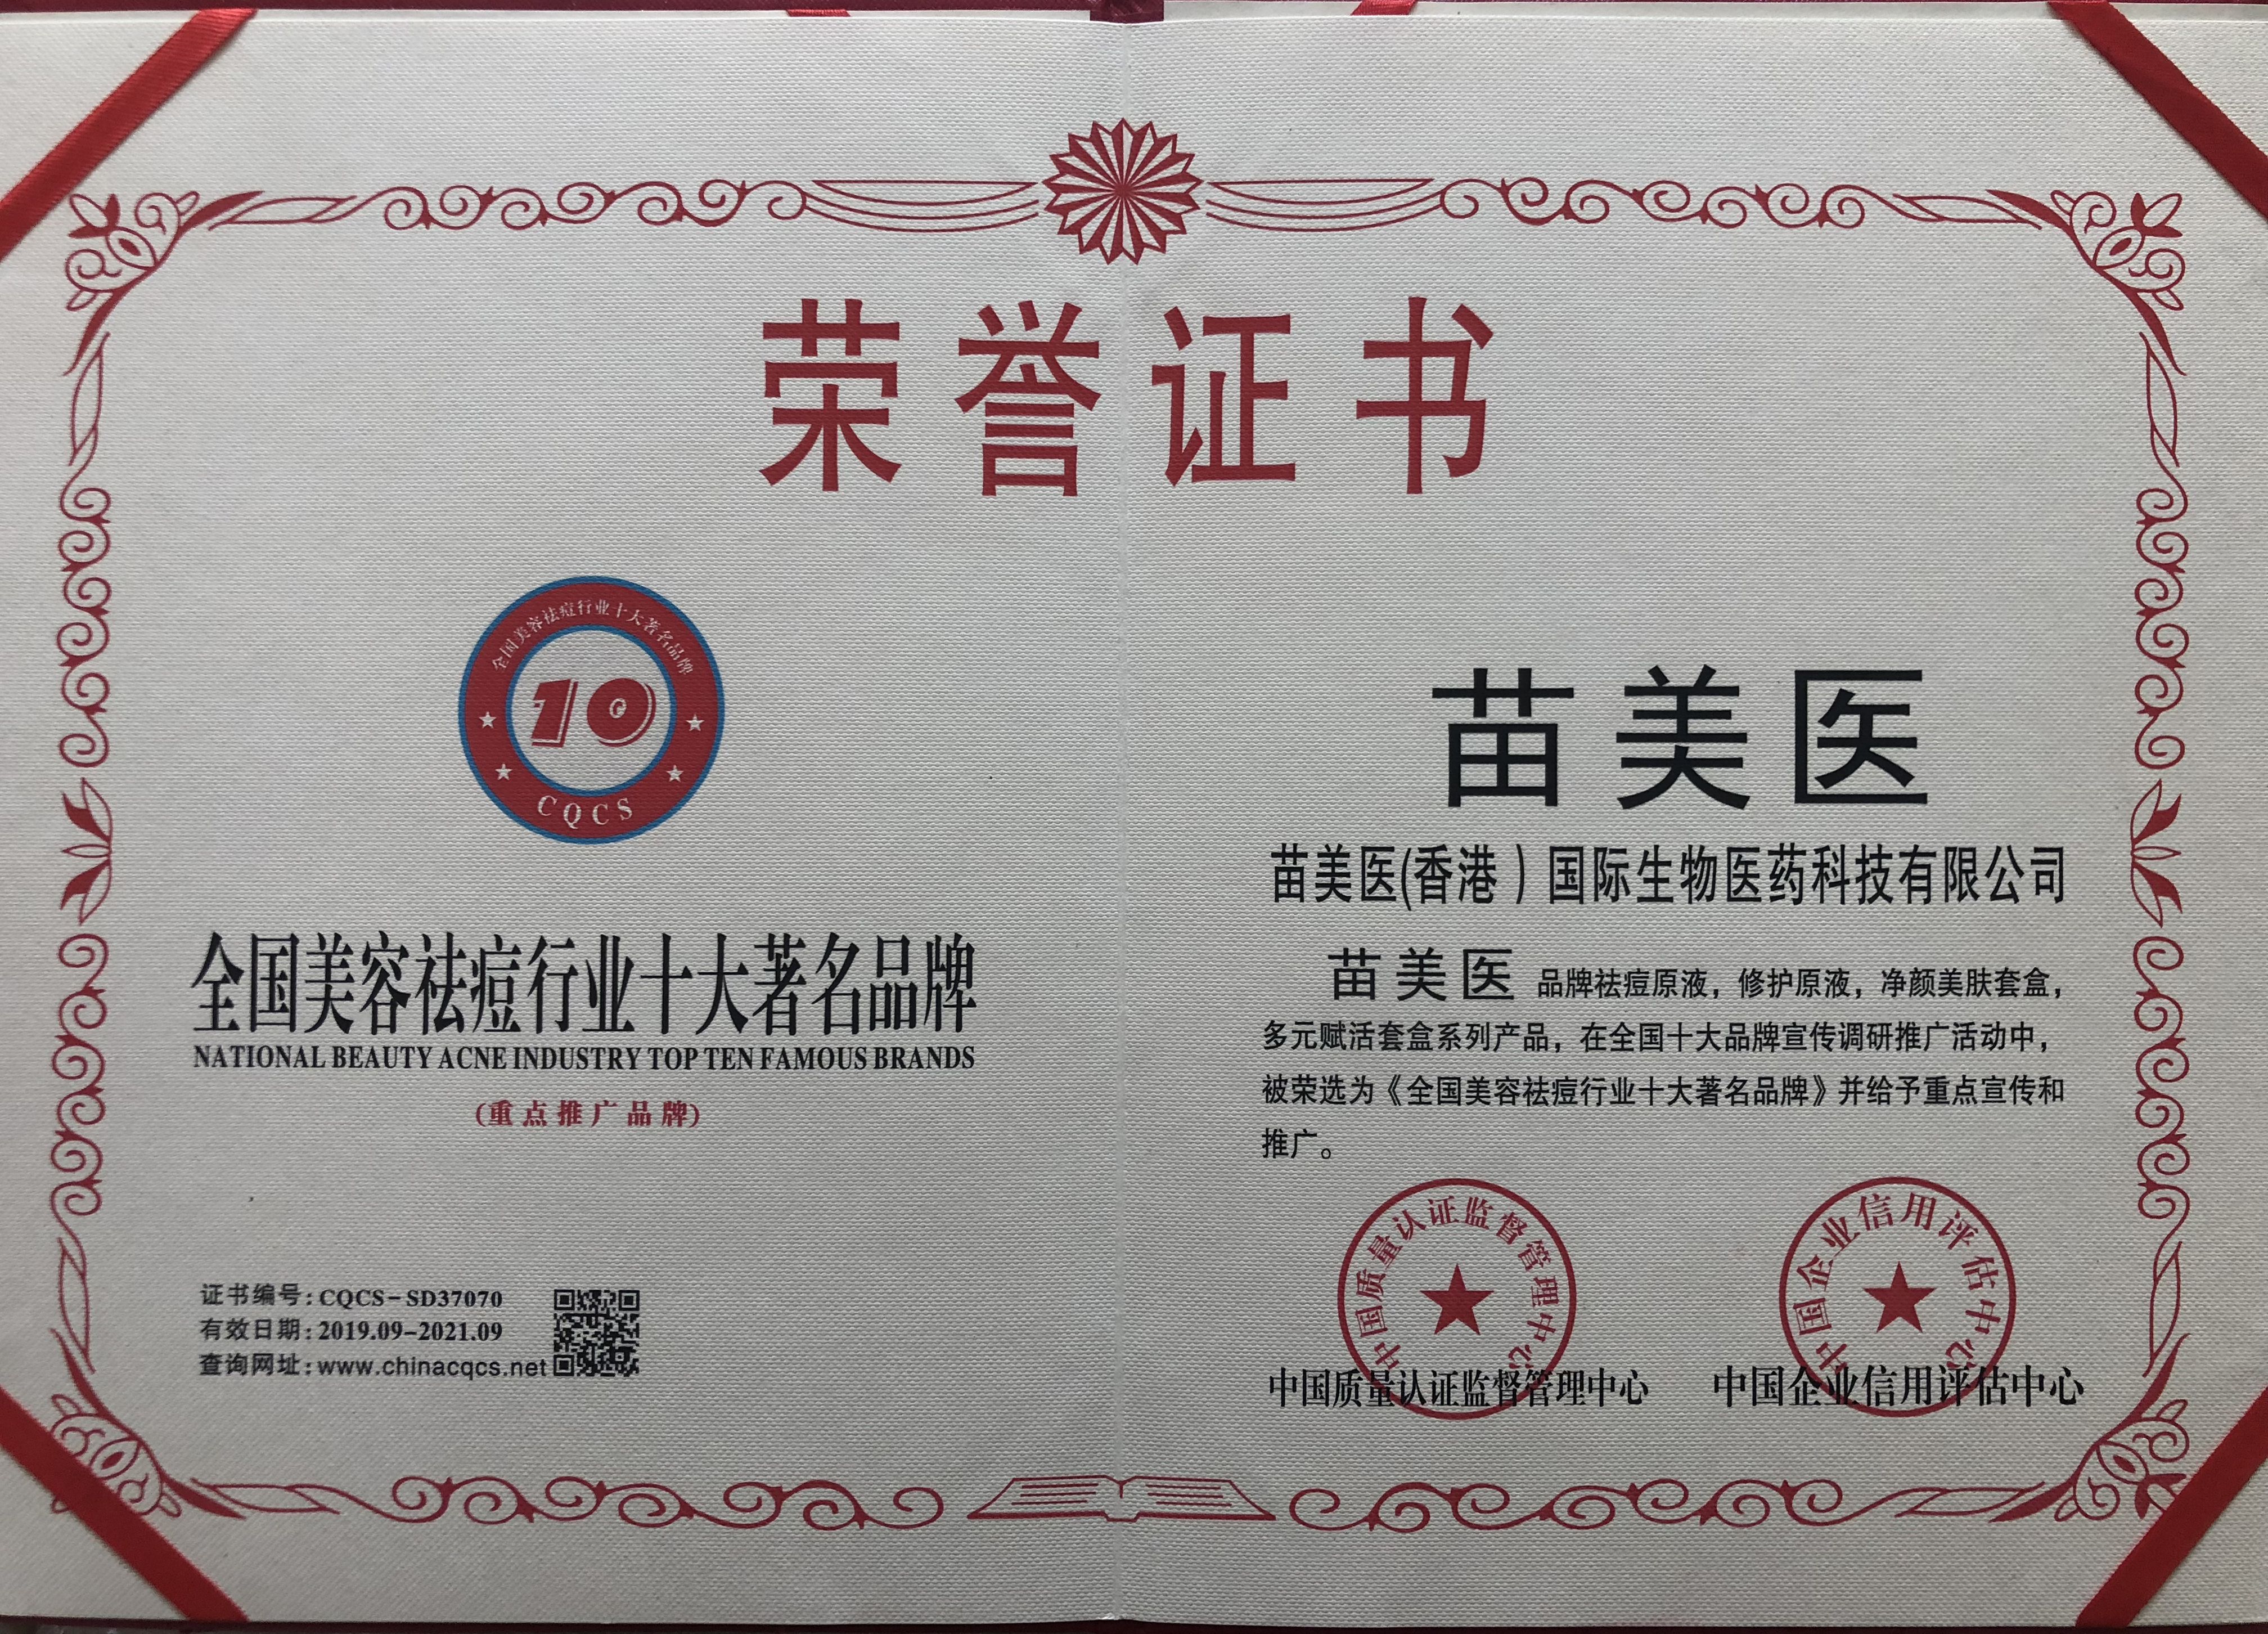 荣誉证书
全国美容祛痘行业十大著名品牌
10
CQCS
全国美容祛痘行业十大著名品牌
NATIONAL BEAUTY ACNE INDUSTRY TOP TEN FAMOUS BRANDS
(重点推广品牌)
证书编号:CQCS-SD37070
有效日期:2019.09-2021.09
查询网址:www.chinacqcs.net
苗美医
苗美医(香港)国际生物医药科技有限公司
苗美医 品牌祛痘原液，修护原液，净颜美肤套盒，
多元赋活套盒系列产品，在全国十大品牌宣传调研推广活动中，
被荣选为《全国美容祛痘行业十大著名品牌》并给予重点宣传和
推广。
中国质量认证监督管理中心
中国企业信用评估中心
中国质量认证监督管理中心
中国企业信用评估中心